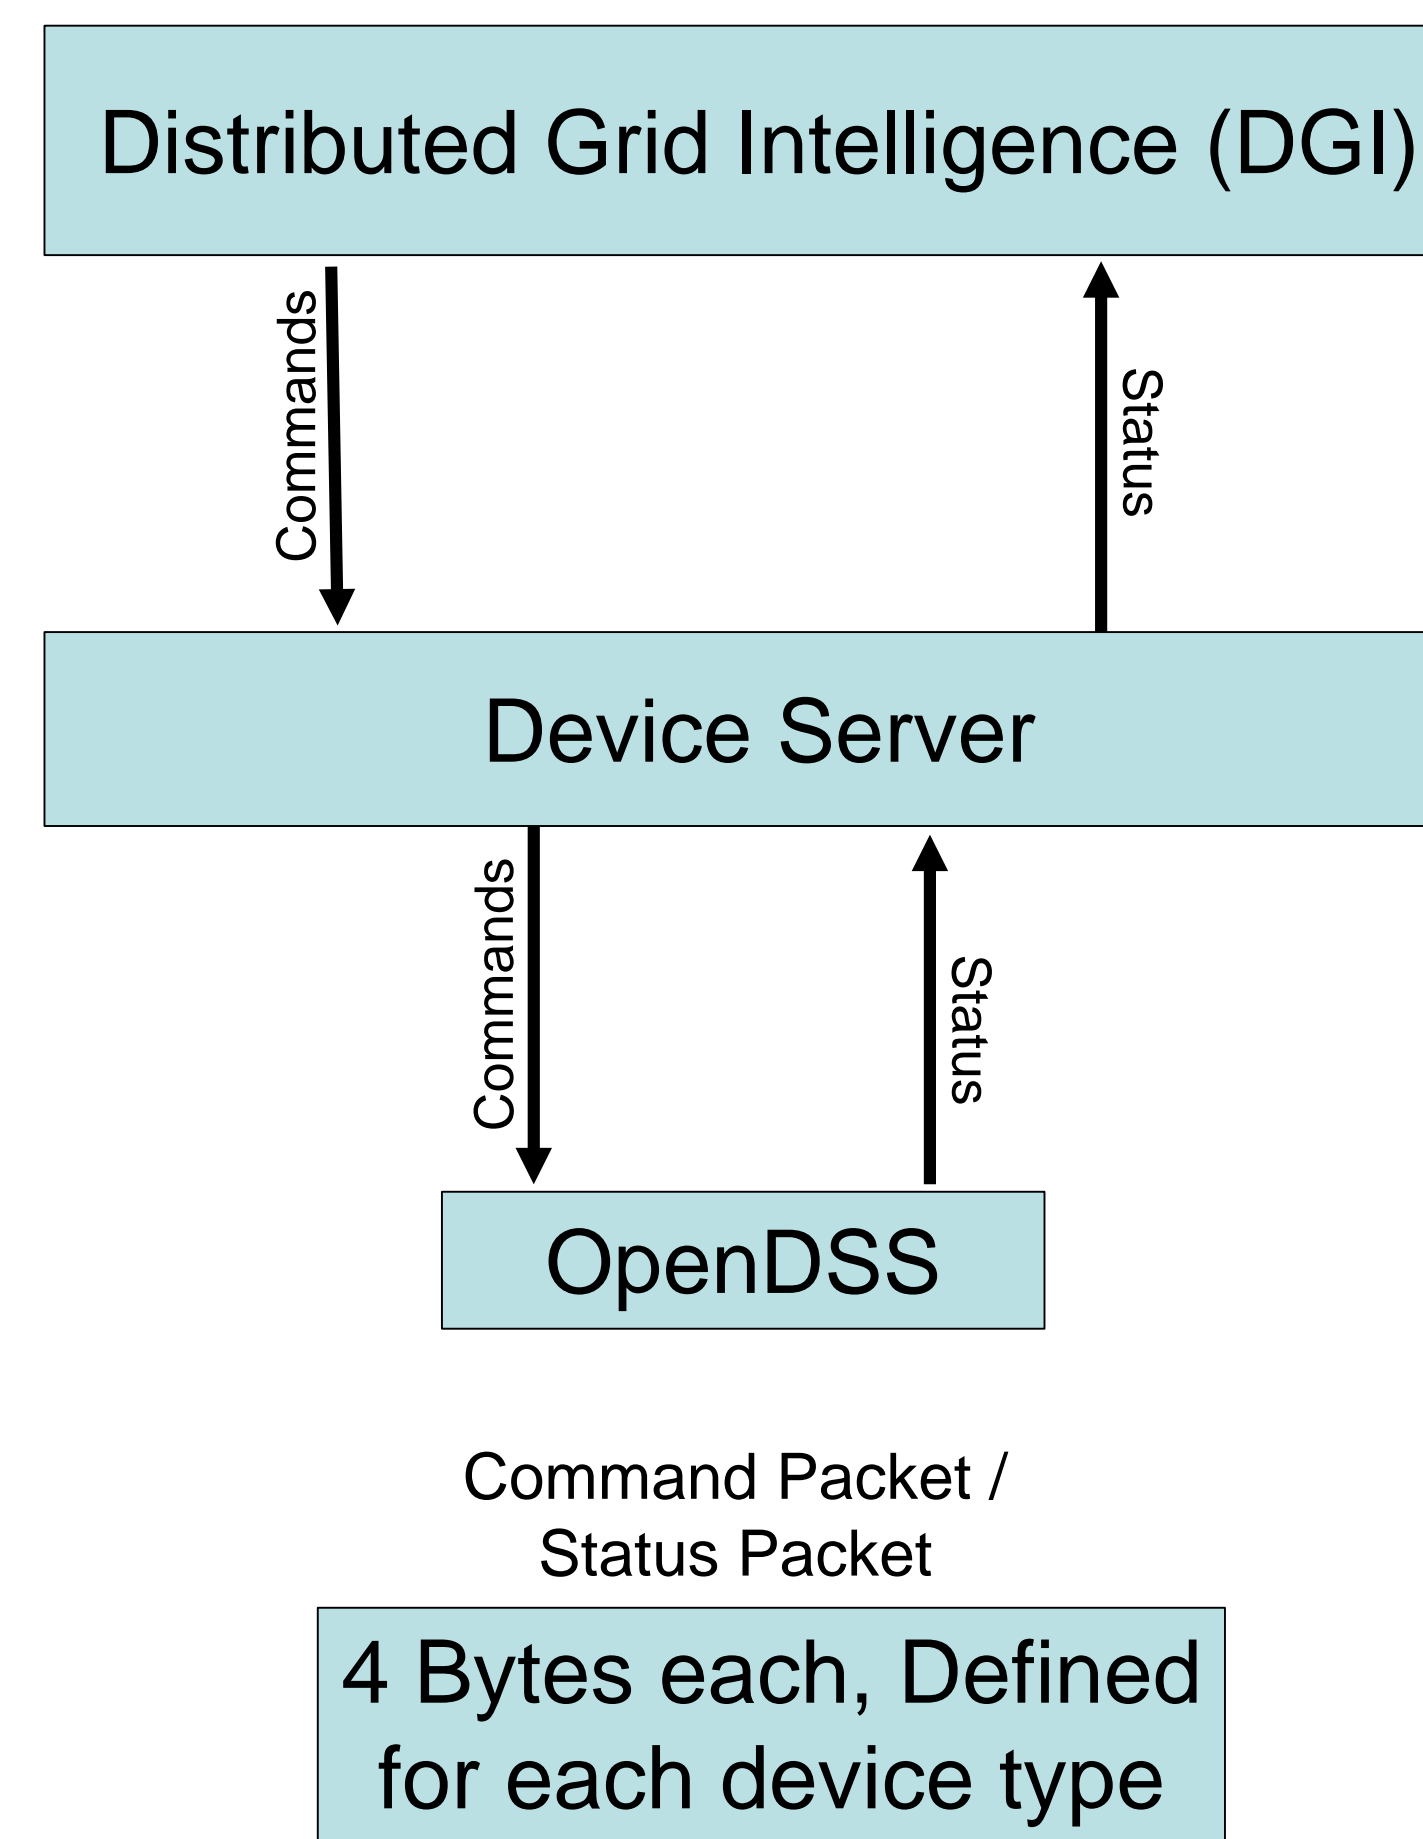 Distributed Grid Intelligence (DGI)
Commands
Status
Device Server
Commands
Status
OpenDSS
Command Packet /
Status Packet
4 Bytes each, Defined
for each device type